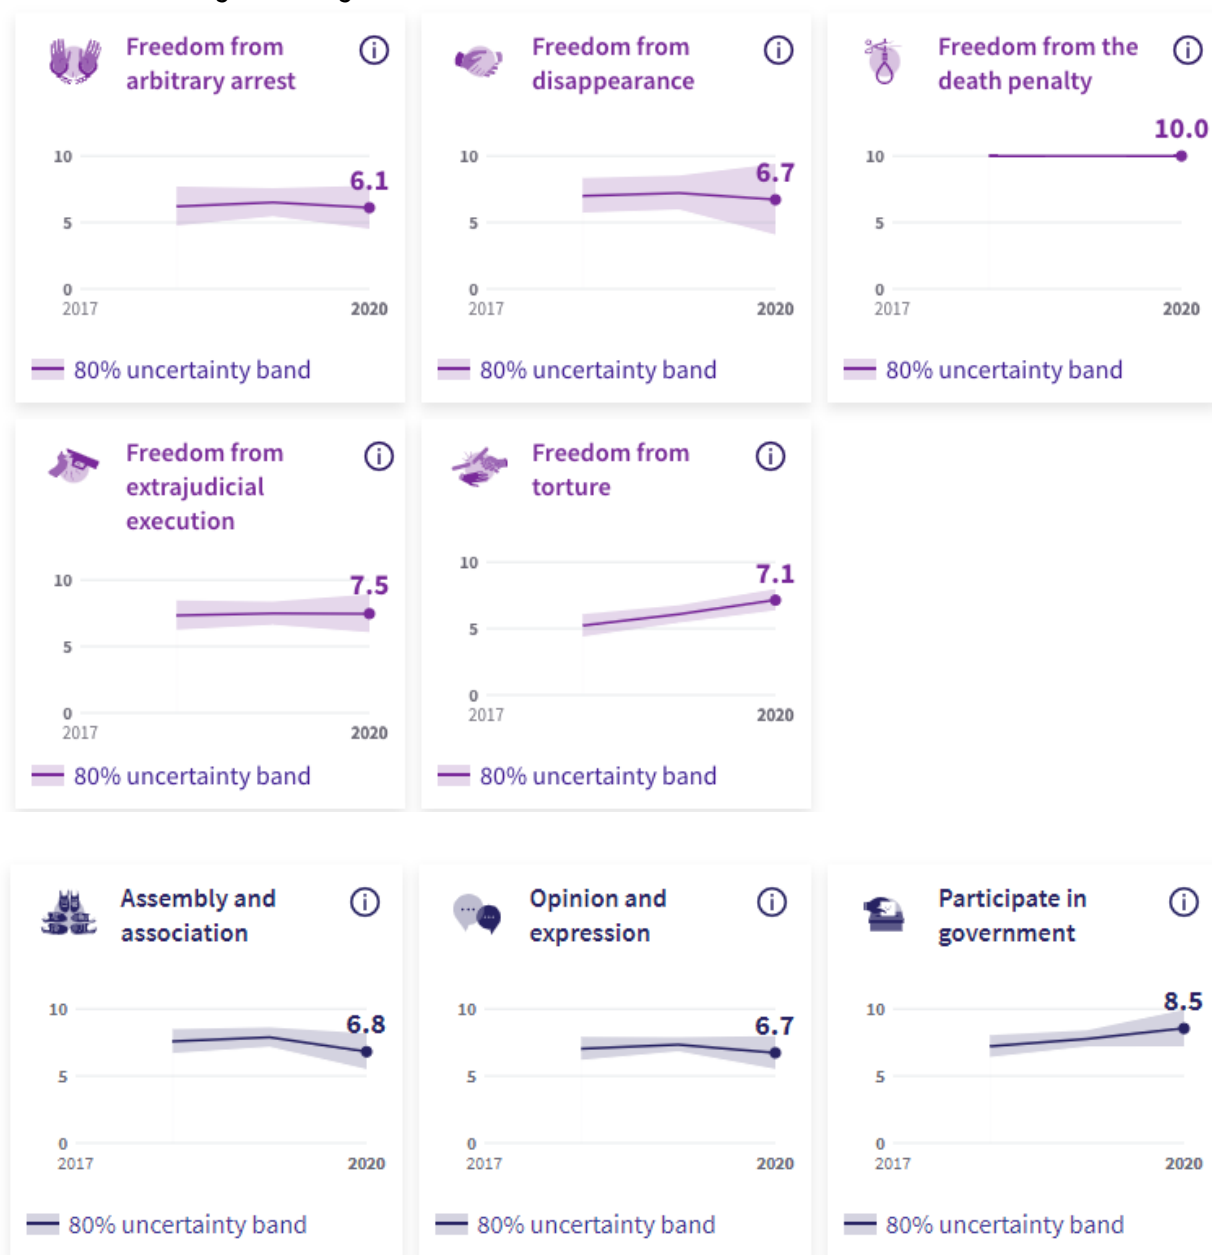 Freedom from
arbitrary arrest
10
6.1
5
0
2017
2020
80% uncertainty band
Freedom from
disappearance
10
6.7
5
0
2017
2020
80% uncertainty band
Freedom from the
death penalty
10.0
10
5
0
2017
2020
80% uncertainty band
Freedom from
extrajudicial
execution
10
7.5
5
0
2017
2020
80% uncertainty band
Freedom from
torture
10
7.1
5
0
2017
2020
80% uncertainty band
Assembly and
association
10
6.8
5
0
2017
2020
80% uncertainty band
Opinion and
expression
10
6.7
5
0
2017
2020
80% uncertainty band
Participate in
government
8.5
10
5
0
2017
2020
80% uncertainty band